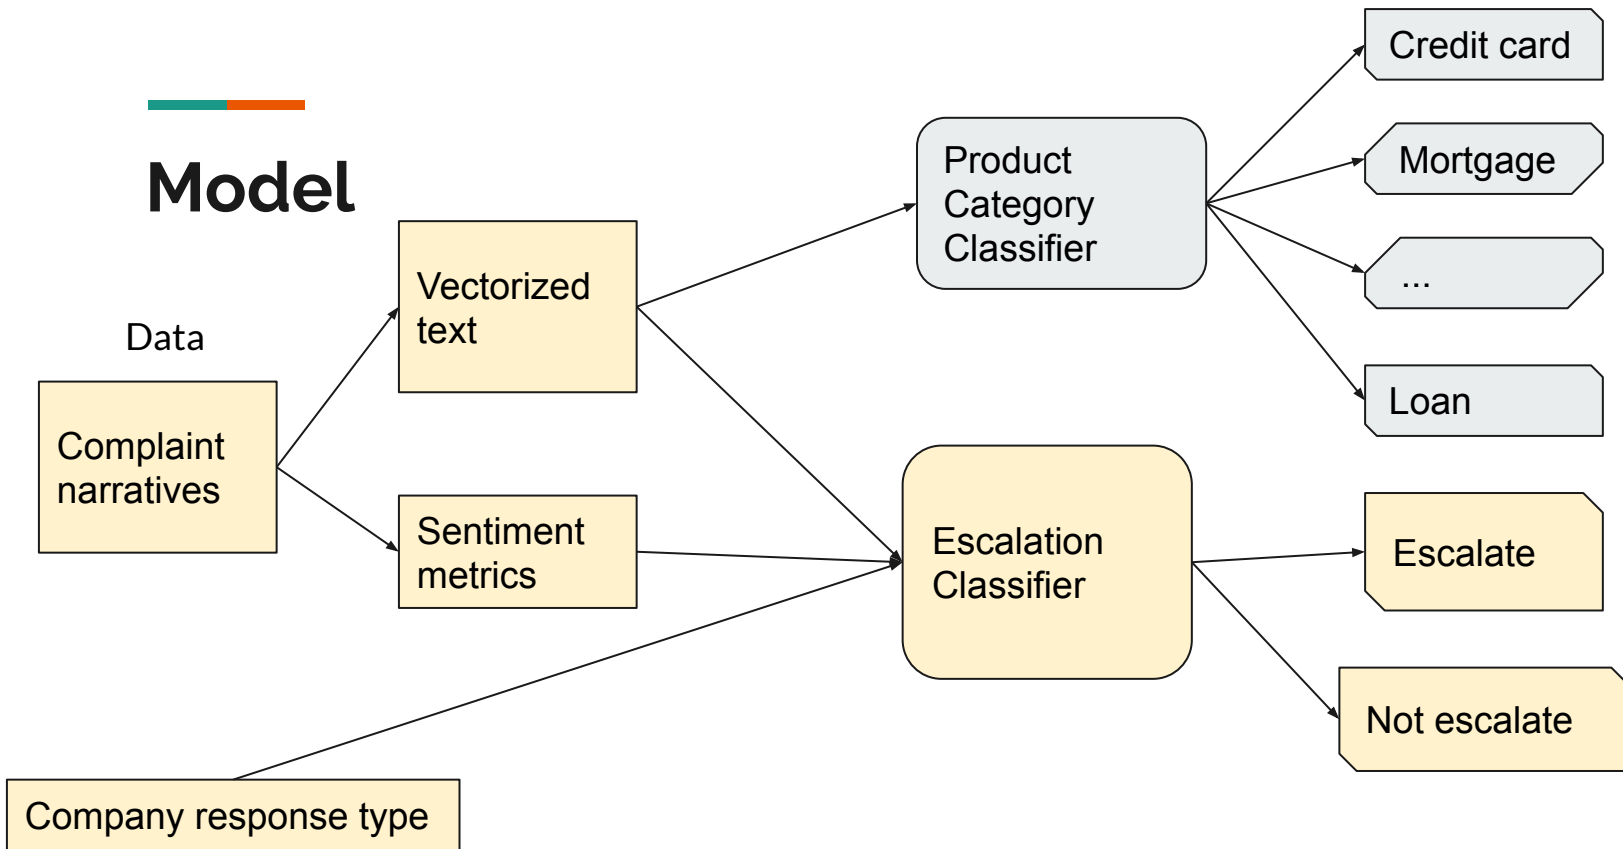 Model
Data
Complaint
narratives
Vectorized
text
Sentiment
metrics
Company response type
Product
Category
Classifier
Escalation
Classifier
Credit card
Mortgage
...
Loan
Escalate
Not escalate